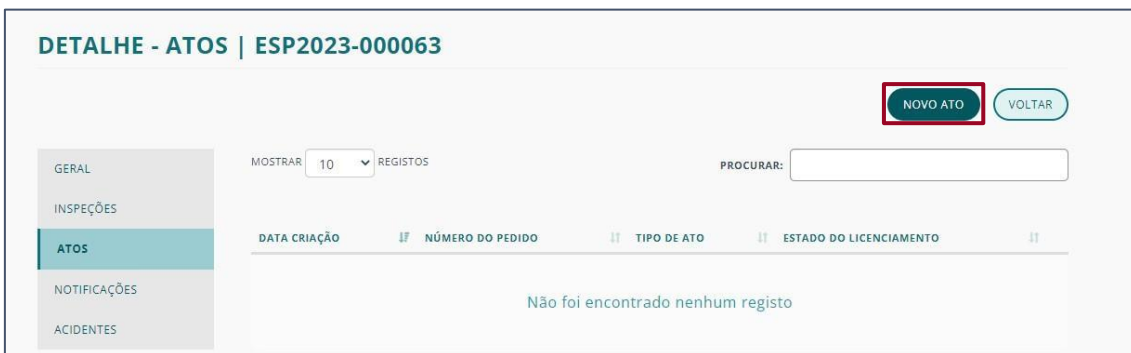 DETALHE - ATOS | ESP2023-000063
NOVO ATO VOLTAR
GERAL
INSPEÇÕES
ATOS
NOTIFICAÇÕES
ACIDENTES
MOSTRAR 10 REGISTOS
PROCURAR:
DATA CRIAÇÃO NÚMERO DO PEDIDO TIPO DE ATO ESTADO DO LICENCIAMENTO
Não foi encontrado nenhum registo